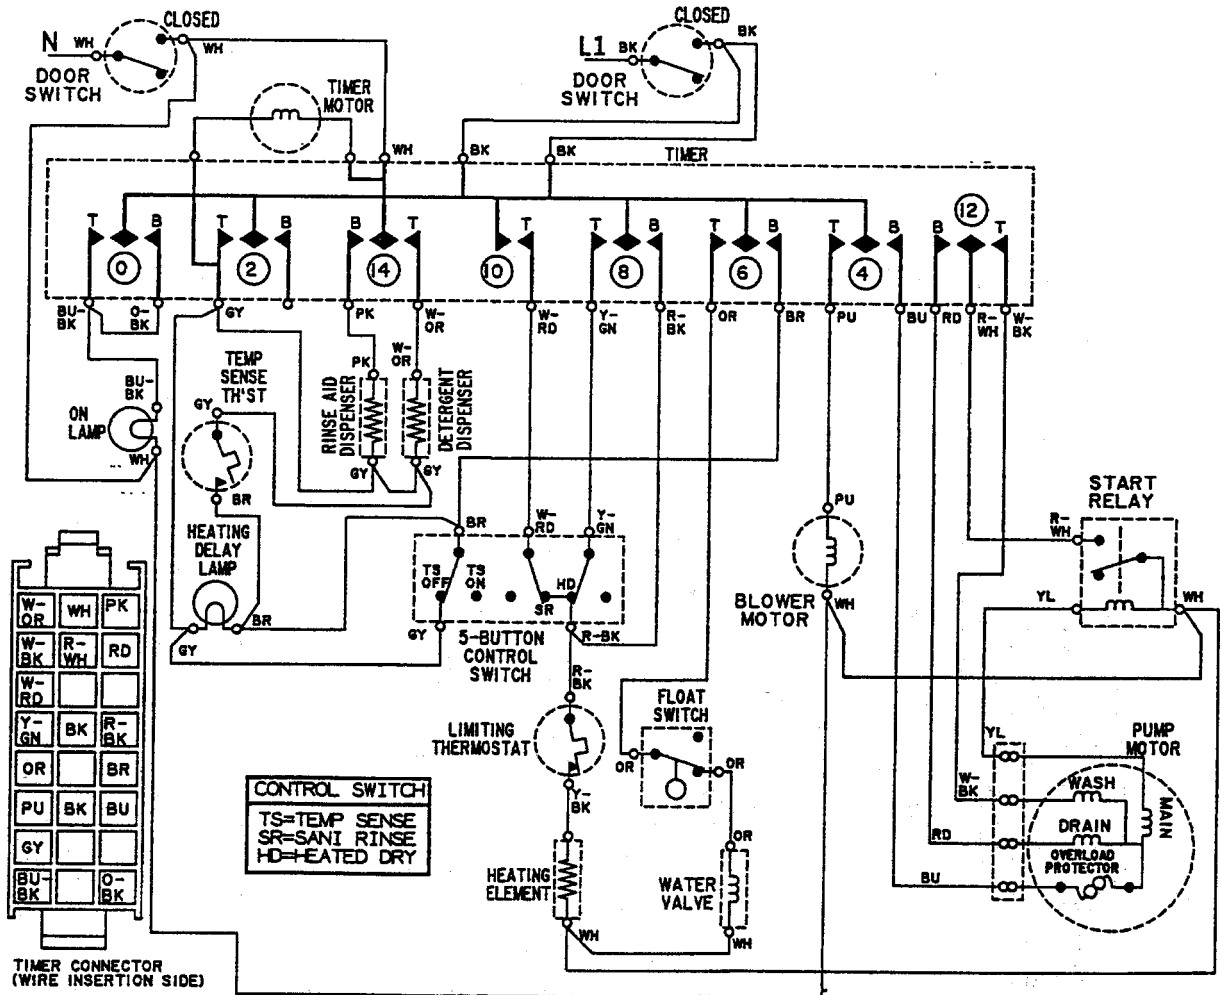 CLOSED
N WH
WH
DOOR
SWITCH
CLOSED
BK
L1 BK
DOOR
SWITCH
TIMER
MOTOR
WH
BK
BK
TIMER
T B
T B
B T
T
T B
T B
T B
B T
0
2
14
10
8
6
4
12
BU-
BK
O-
BK
GY
PK
W-
OR
W-
RD
Y-
GN
R-
BK
OR
BR
PU
BU
RD
R-
WH
W-
BK
TEMP
SENSE
TH'ST
GY
BR
PK
W-
OR
RINSE AID
DISPENSER
DETERGENT
DISPENSER
GY
GY
BU-
BK
ON
LAMP
WH
HEATING
DELAY
LAMP
BR
GY
BR
W-
RD
Y-
GN
TS
OFF
TS
ON
HD
SR
GY
R-BK
5-BUTTON
CONTROL
SWITCH
PU
BLOWER
MOTOR
WH
START
RELAY
R-
WH
YL
WH
R-
BK
LIMITING
THERMOSTAT
Y-
BK
FLOAT
SWITCH
OR
OR
OR
HEATING
ELEMENT
WH
WATER
VALVE
WH
YL
W-
BK
RD
BU
PUMP
MOTOR
WASH
DRAIN
MAIN
OVERLOAD
PROTECTOR
CONTROL SWITCH
TS=TEMP SENSE
SR=SANI RINSE
HD=HEATED DRY
W-
OR
WH
PK
W-
BK
R-
WH
RD
W-
RD
Y-
GN
BK
R-
BK
OR
BR
PU
BK
BU
GY
BU-
BK
O-
BK
TIMER CONNECTOR
(WIRE INSERTION SIDE)